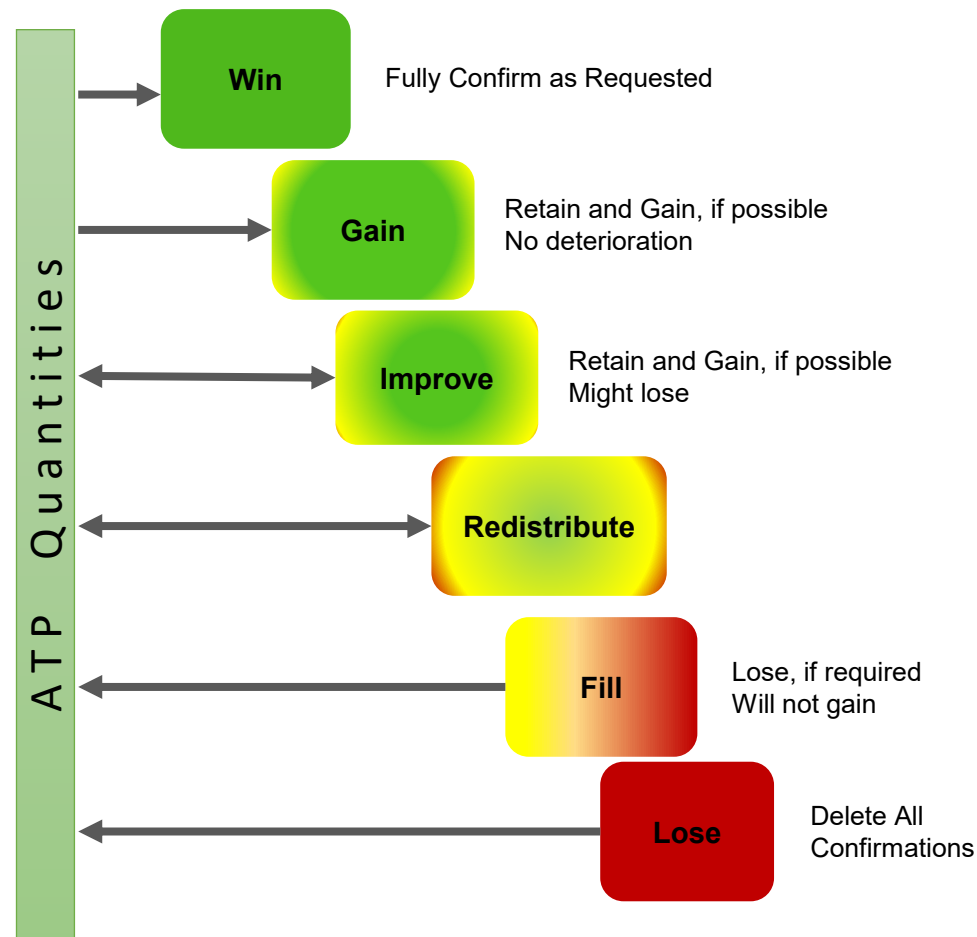 ATP Quantities
Win
Fully Confirm as Requested
Gain
Retain and Gain, if possible
No deterioration
Improve
Retain and Gain, if possible
Might lose
Redistribute
Fill
Lose, if required
Will not gain
Lose
Delete All
Confirmations